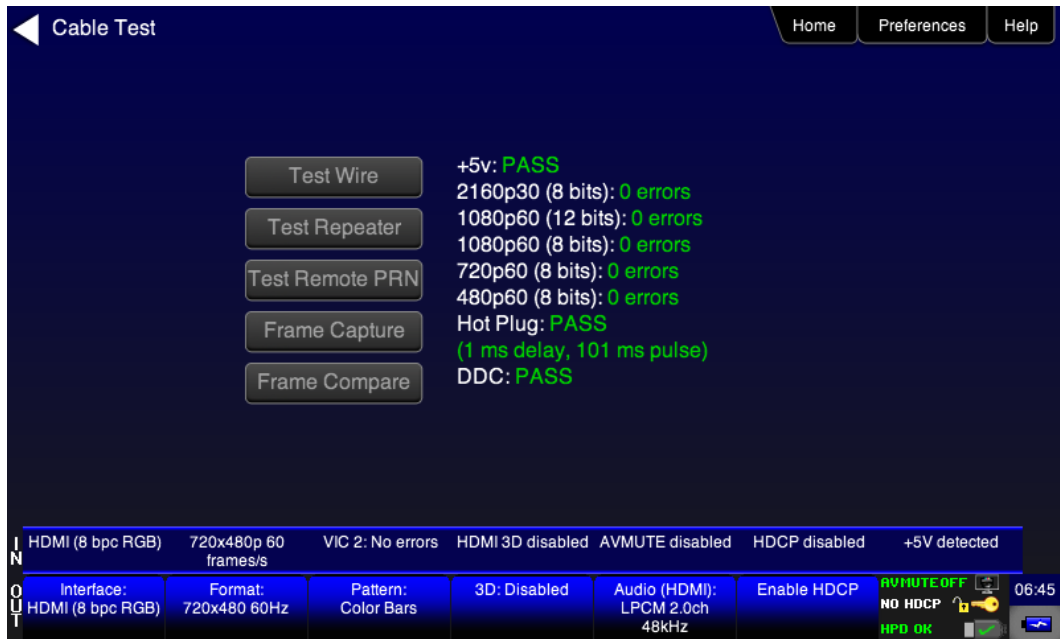 Cable Test
Home
Preferences
Help
Test Wire
Test Repeater
Test Remote PRN
Frame Capture
Frame Compare
+5v: PASS
2160p30 (8 bits): 0 errors
1080p60 (12 bits): 0 errors
1080p60 (8 bits): 0 errors
720p60 (8 bits): 0 errors
480p60 (8 bits): 0 errors
Hot Plug: PASS
(1 ms delay, 101 ms pulse)
DDC: PASS
IN
HDMI (8 bpc RGB)
720x480p 60
frames/s
VIC 2: No errors
HDMI 3D disabled
AVMUTE disabled
HDCP disabled
+5V detected
OUT
Interface:
HDMI (8 bpc RGB)
Format:
720x480 60Hz
Pattern:
Color Bars
3D: Disabled
Audio (HDMI):
LPCM 2.0ch
48kHz
Enable HDCP
AVMUTEOFF
NO HDCP
HPD OK
06:45